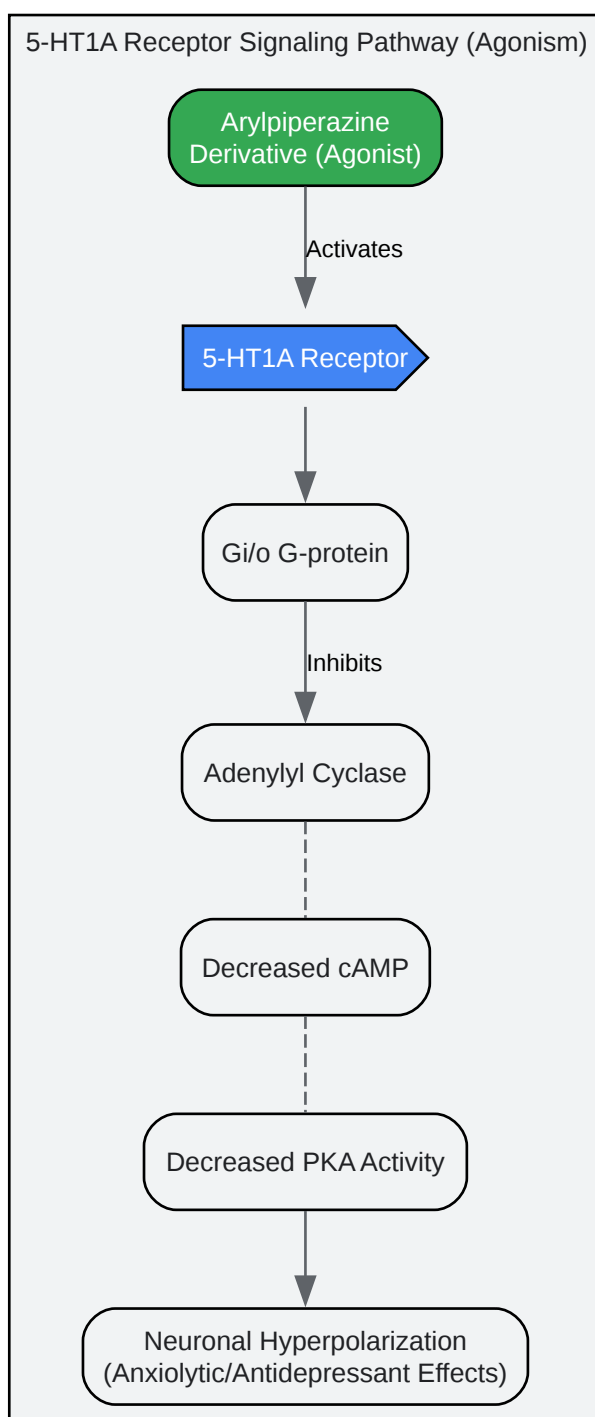 5-HT1A Receptor Signaling Pathway (Agonism)
Arylpiperazine
Derivative (Agonist)
Activates
5-HT1A Receptor
Gi/o G-protein
Inhibits
Adenylyl Cyclase
Decreased cAMP
Decreased PKA Activity
Neuronal Hyperpolarization
(Anxiolytic/Antidepressant Effects)